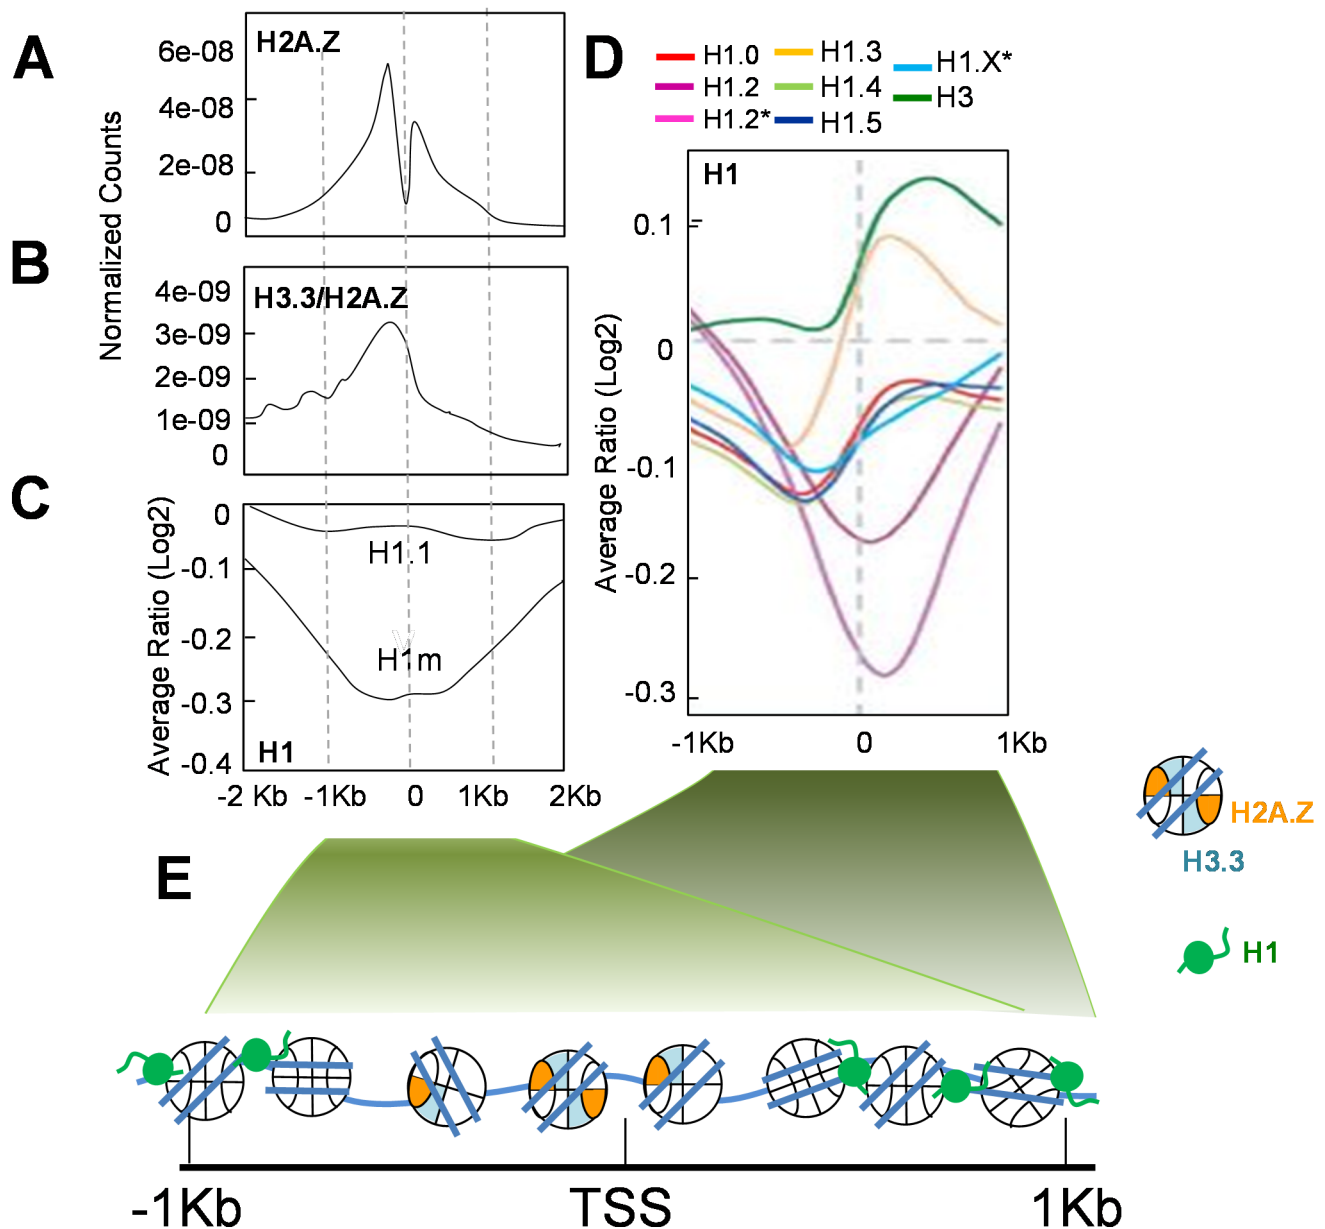 A
H2A.Z
6e-08
4e-08
2e-08
0
Normalized Counts
B
H3.3/H2A.Z
4e-09
3e-09
2e-09
1e-09
0
C
0
-0.1
-0.2
-0.3
-0.4
Average Ratio (Log2)
H1.1
H1m
H1
-2 Kb -1Kb 0 1Kb 2Kb
D
H1.0
H1.2
H1.2*
H1.3
H1.4
H1.5
H1.X*
H3
H1
0.1
0
-0.1
-0.2
-0.3
Average Ratio (Log2)
-1Kb 0 1Kb
E
H2A.Z
H3.3
H1
-1Kb TSS 1Kb